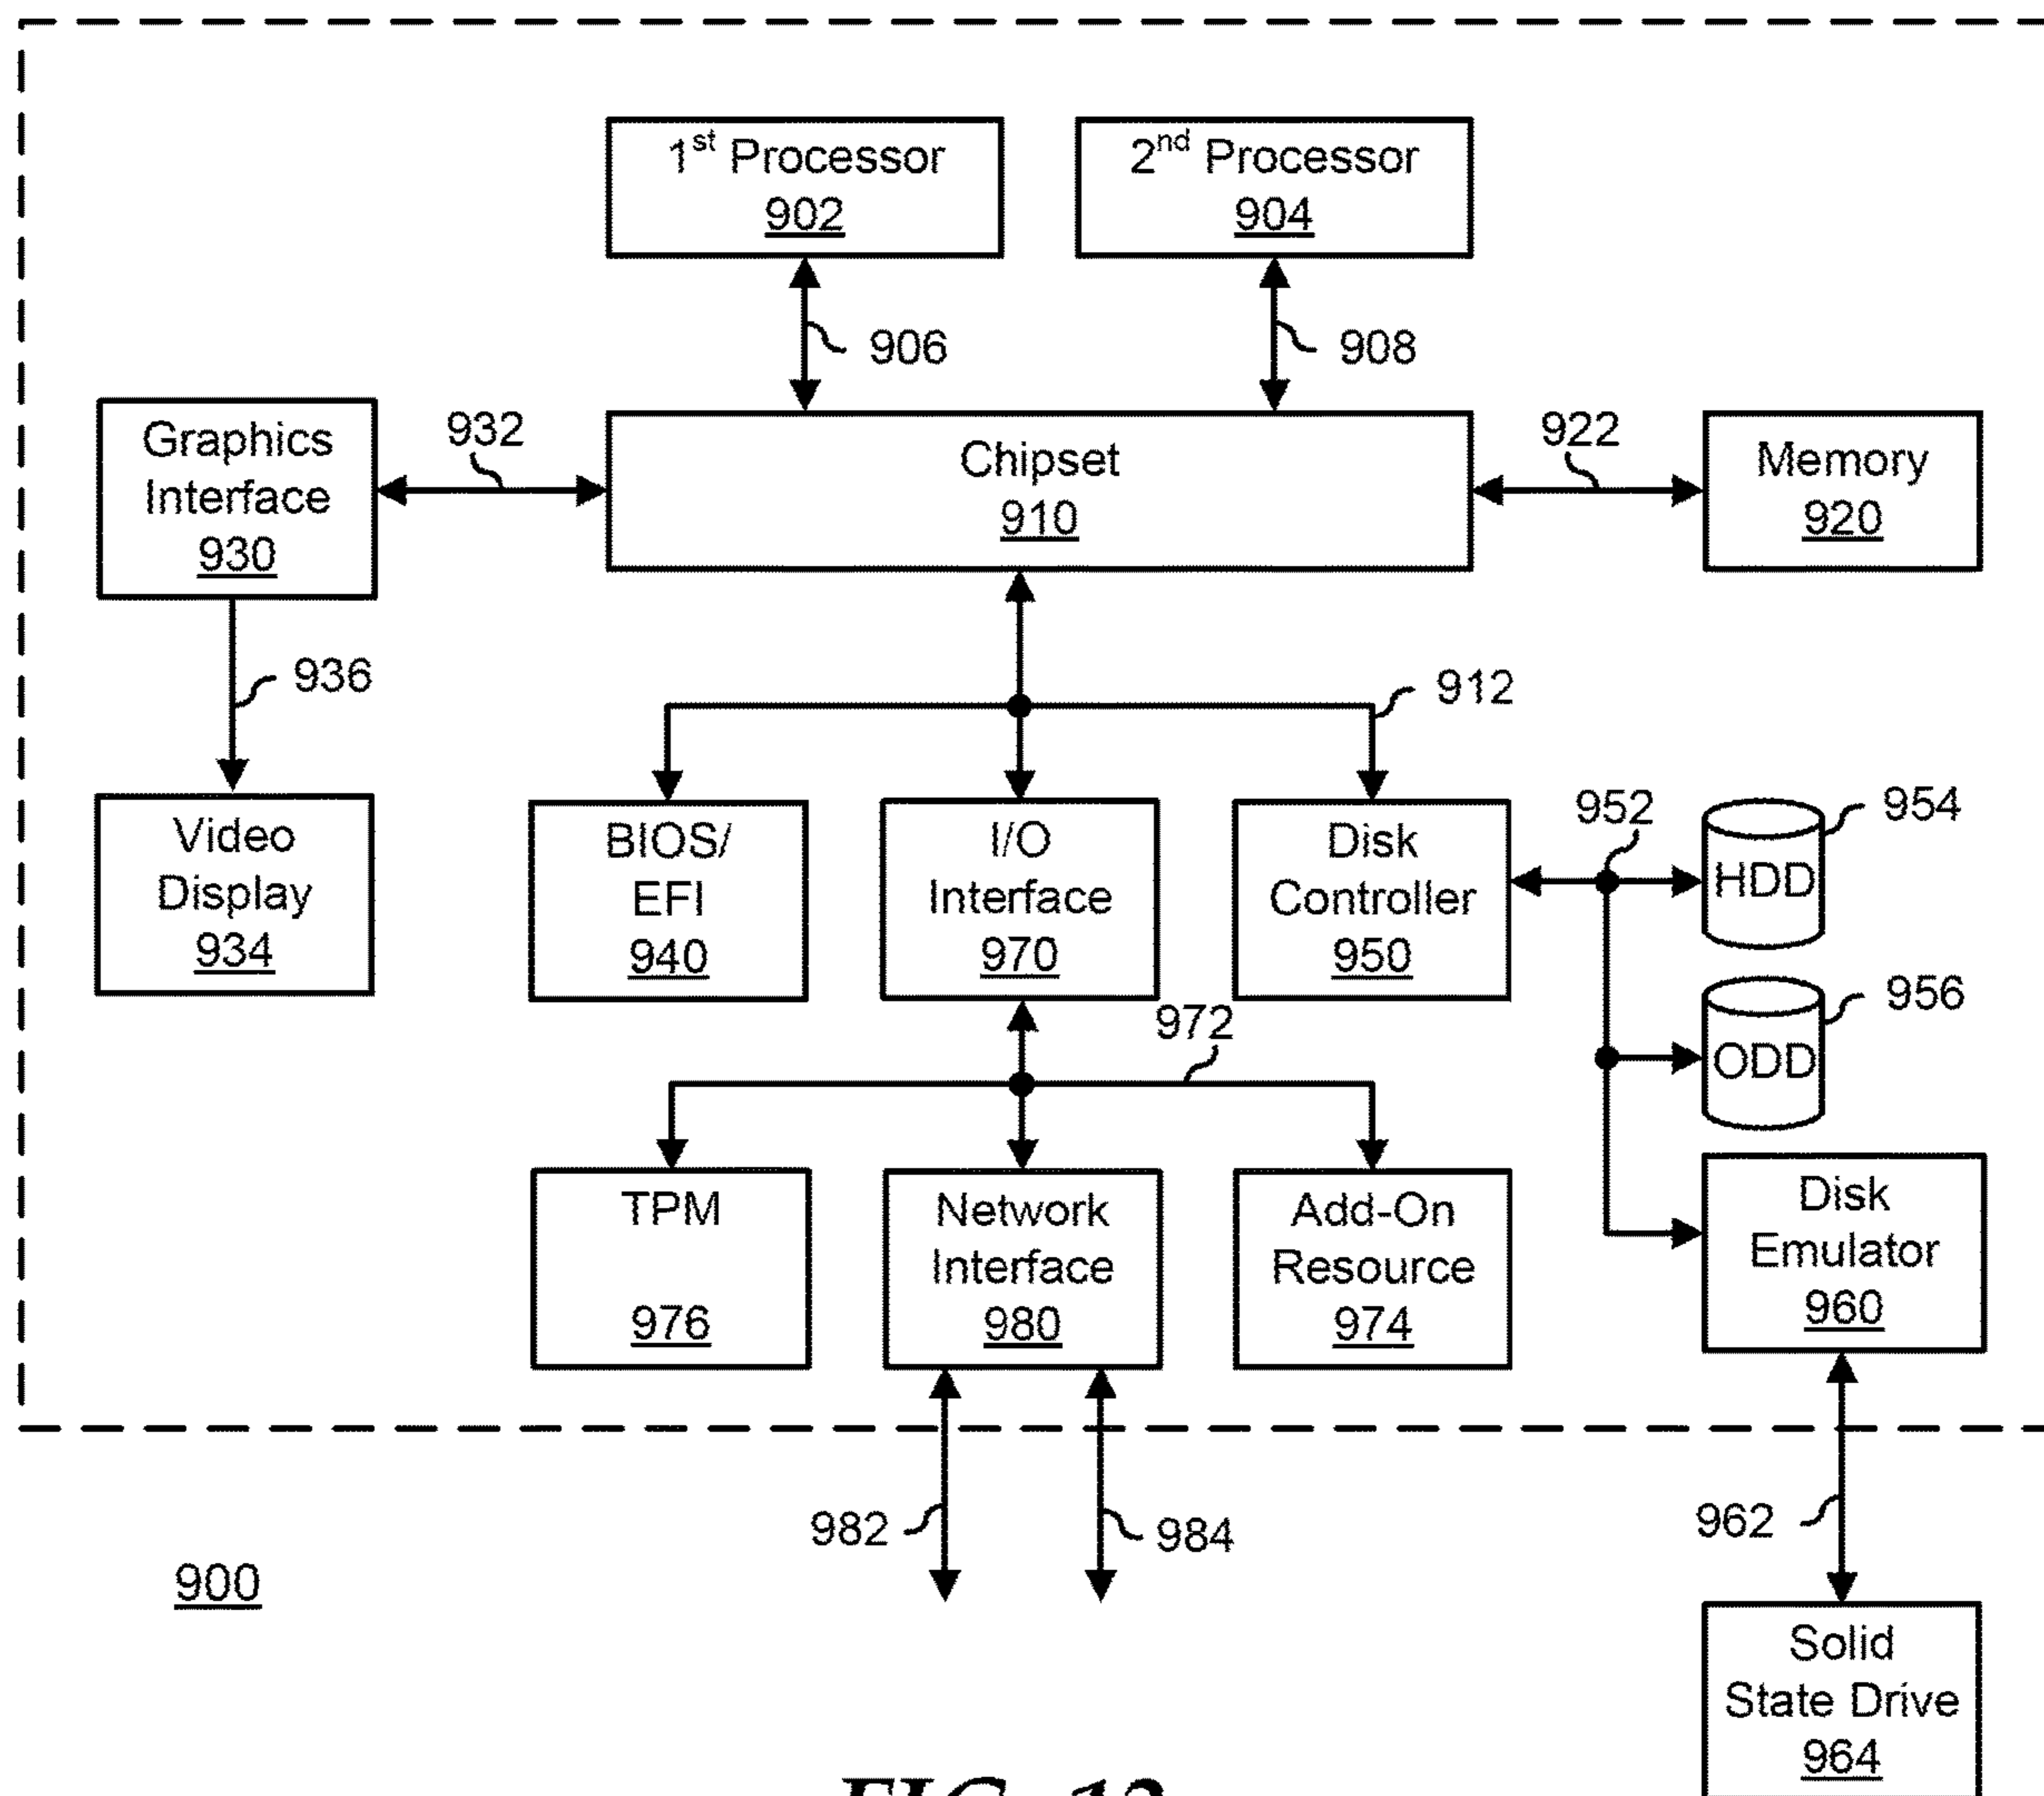 1st Processor
902
2nd Processor
904
906
908
Graphics
Interface
930
932
Chipset
910
922
Memory
920
936
912
Video
Display
934
BIOS/
EFI
940
I/O
Interface
970
Disk
Controller
950
952
HDD
954
ODD
956
972
TPM
976
Network
Interface
980
Add-On
Resource
974
Disk
Emulator
960
982
984
962
900
Solid
State Drive
964